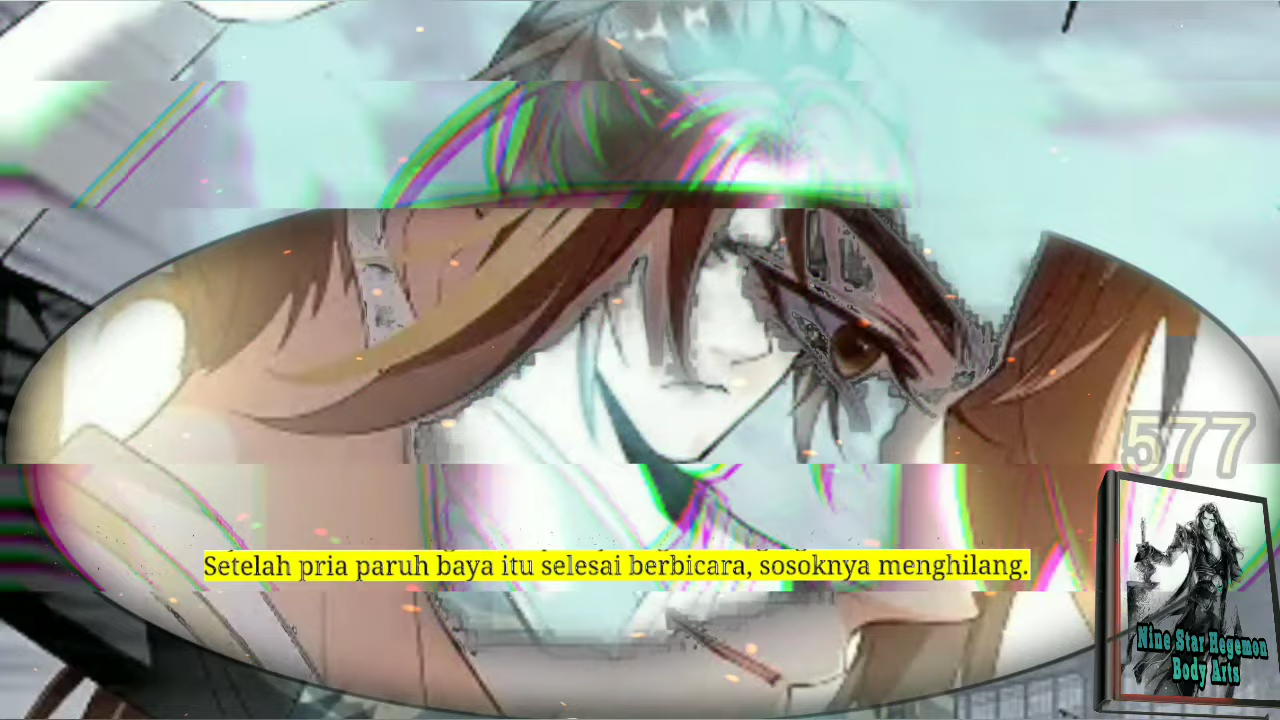 577
Setelah pria paruh baya itu selesai berbicara, sosoknya menghilang.
Nine Star Hegemon
Body Arts